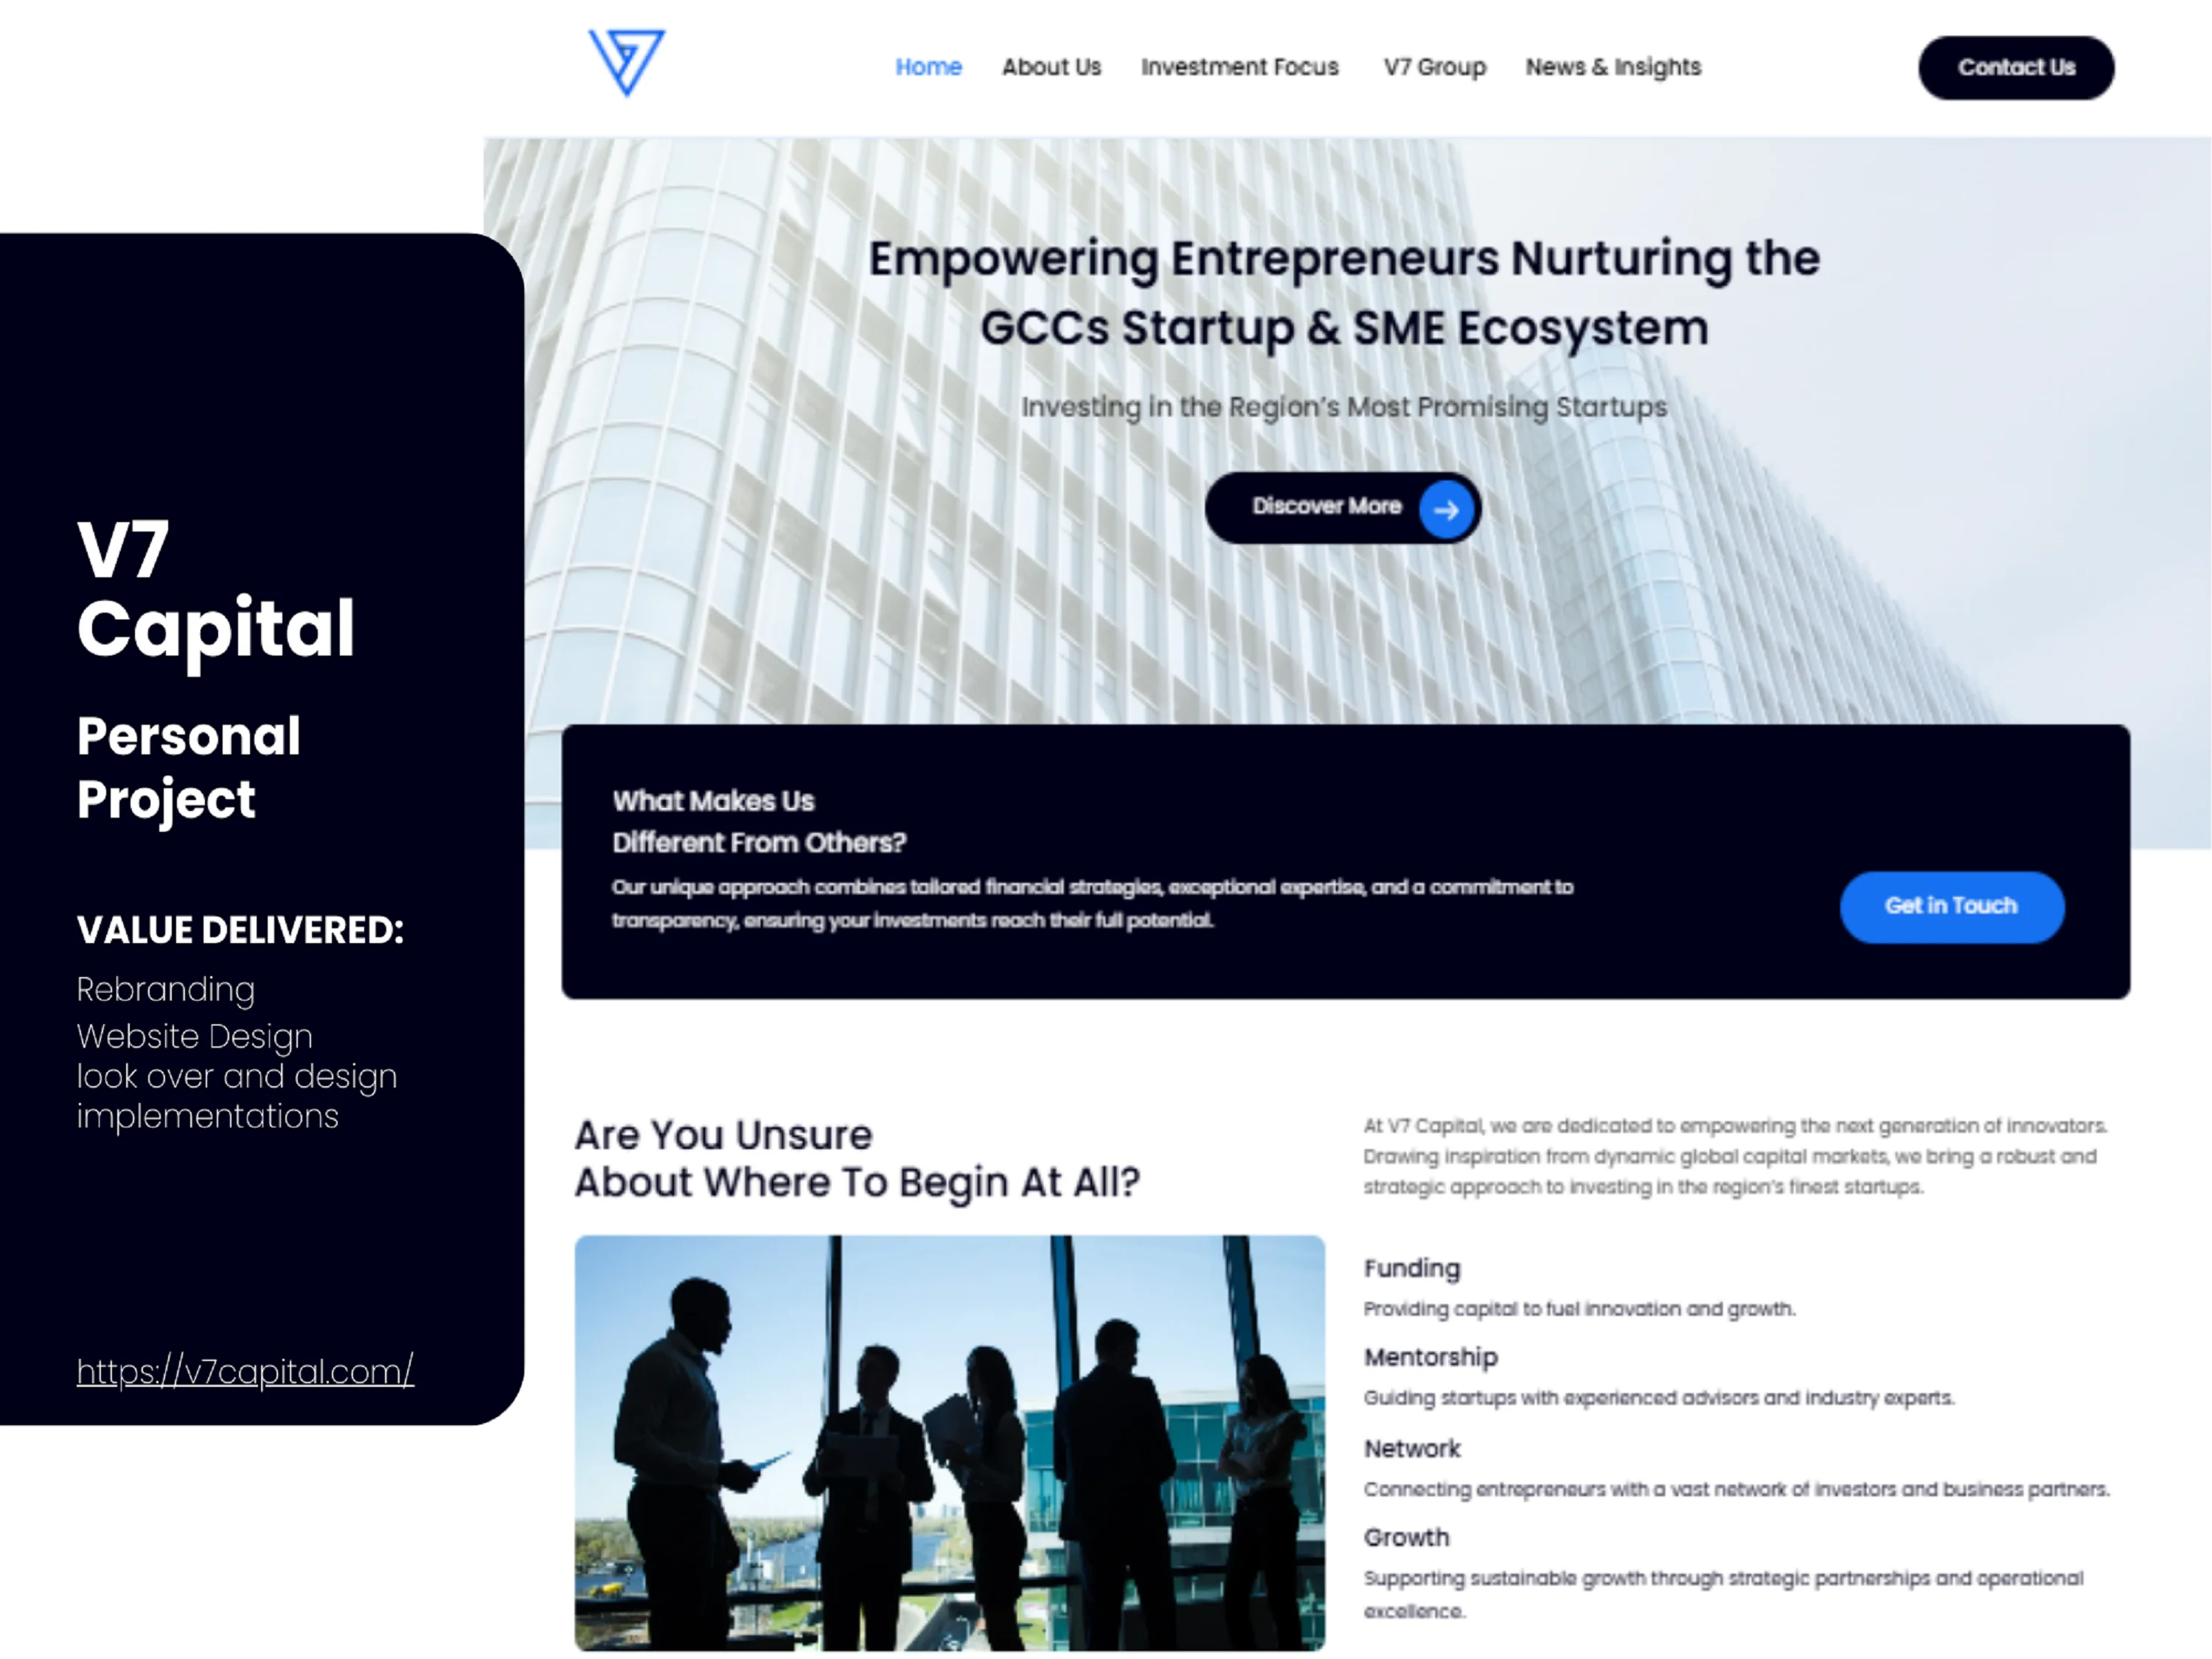 Home About Us Investment Focus V7 Group News & Insights Contact Us
Empowering Entrepreneurs Nurturing the
GCCs Startup & SME Ecosystem
Investing in the Region's Most Promising Startups
Discover More
V7
Capital
Personal
Project
VALUE DELIVERED:
Rebranding
Website Design
look over and design
implementations
https://v7capital.com/
What Makes Us
Different From Others?
Our unique approach combines tailored financial strategies, exceptional expertise, and a commitment to
transparency, ensuring your investments reach their full potential.
Get in Touch
Are You Unsure
About Where To Begin At All?
At V7 Capital, we are dedicated to empowering the next generation of innovators.
Drawing inspiration from dynamic global capital markets, we bring a robust and
strategic approach to investing in the region's finest startups.
Funding
Providing capital to fuel innovation and growth.
Mentorship
Guiding startups with experienced advisors and industry experts.
Network
Connecting entrepreneurs with a vast network of investors and business partners.
Growth
Supporting sustainable growth through strategic partnerships and operational
excellence.